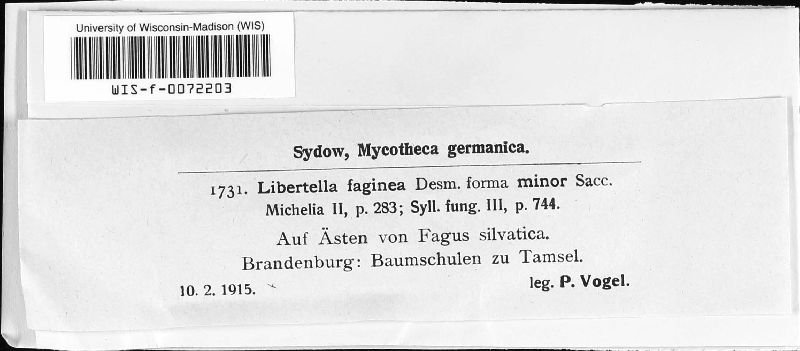 University of Wisconsin-Madison (WIS)
WIS-f-0072203
Sydow, Mycotheca germanica.
1731. Libertella faginea Desm. forma minor Sacc.
Michelia II, p. 283; Syll. fung. III, p. 744.
Auf Ästen von Fagus silvatica.
Brandenburg: Baumschulen zu Tamsel.
10. 2. 1915. leg. P. Vogel.